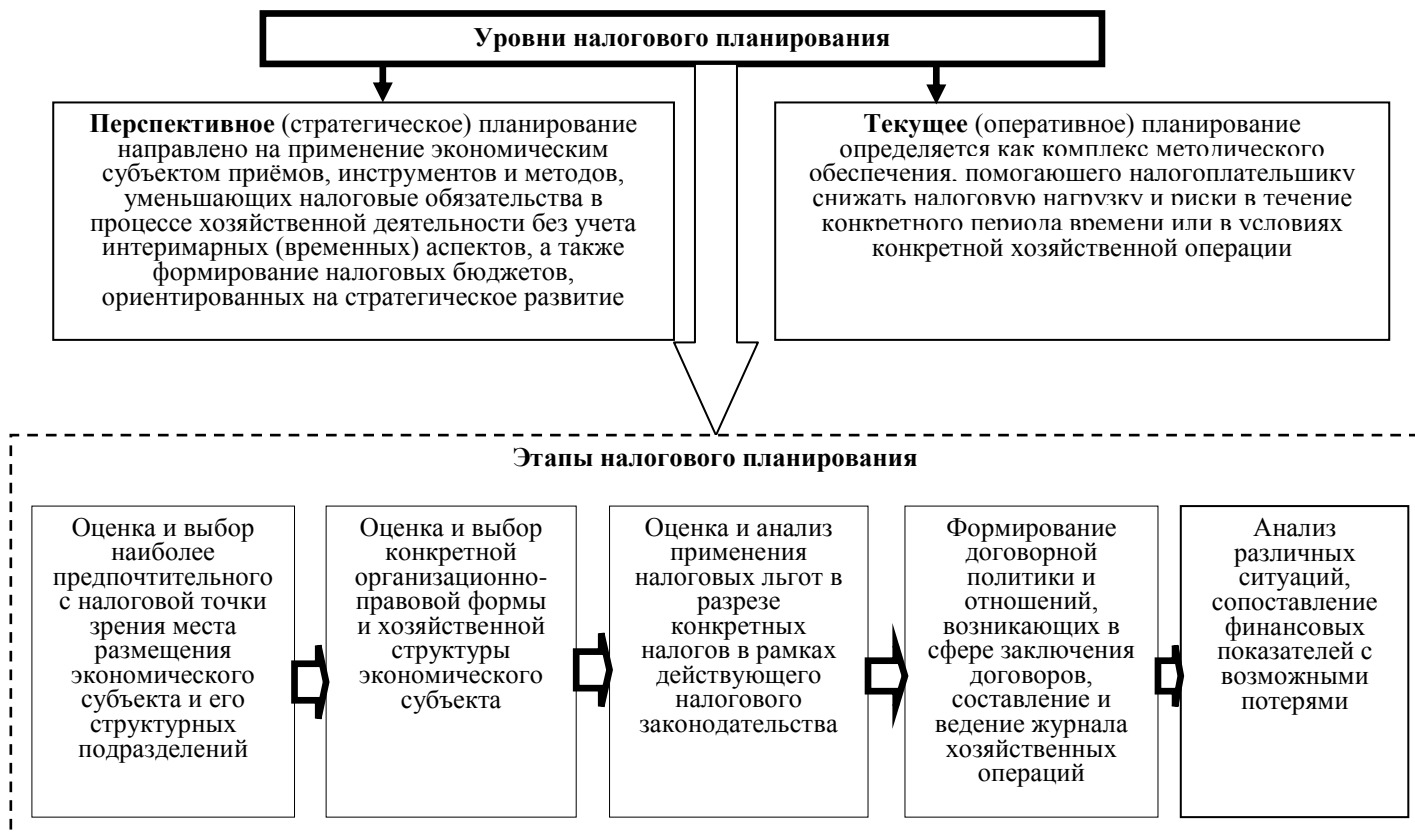 Уровни налогового планирования
Перспективное (стратегическое) планирование
направлено на применение экономическим
субъектом приёмов, инструментов и методов,
уменьшающих налоговые обязательства в
процессе хозяйственной деятельности без учета
интеримарных (временных) аспектов, а также
формирование налоговых бюджетов,
ориентированных на стратегическое развитие
Текущее (оперативное) планирование
определяется как комплекс методического
обеспечения, помогающего налогоплательщику
снижать налоговую нагрузку и риски в течение
конкретного периода времени или в условиях
конкретной хозяйственной операции
Этапы налогового планирования
Оценка и выбор
наиболее
предпочтительного
с налоговой точки
зрения места
размещения
экономического
субъекта и его
структурных
подразделений
Оценка и выбор
конкретной
организационно-
правовой формы
и хозяйственной
структуры
экономического
субъекта
Оценка и анализ
применения
налоговых льгот в
разрезе
конкретных
налогов в рамках
действующего
налогового
законодательства
Формирование
договорной
политики и
отношений,
возникающих в
сфере заключения
договоров,
составление и
ведение журнала
хозяйственных
операций
Анализ
различных
ситуаций,
сопоставление
финансовых
показателей с
возможными
потерями